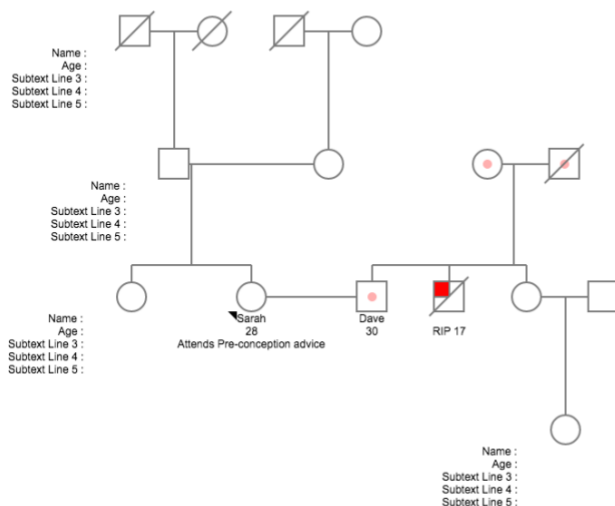 Name :
Age :
Subtext Line 3 :
Subtext Line 4 :
Subtext Line 5 :
Name :
Age :
Subtext Line 3 :
Subtext Line 4 :
Subtext Line 5 :
Name :
Age :
Subtext Line 3 :
Subtext Line 4 :
Subtext Line 5 :
Sarah
28
Attends Pre-conception advice
Dave
30
RIP 17
Name :
Age :
Subtext Line 3 :
Subtext Line 4 :
Subtext Line 5 :